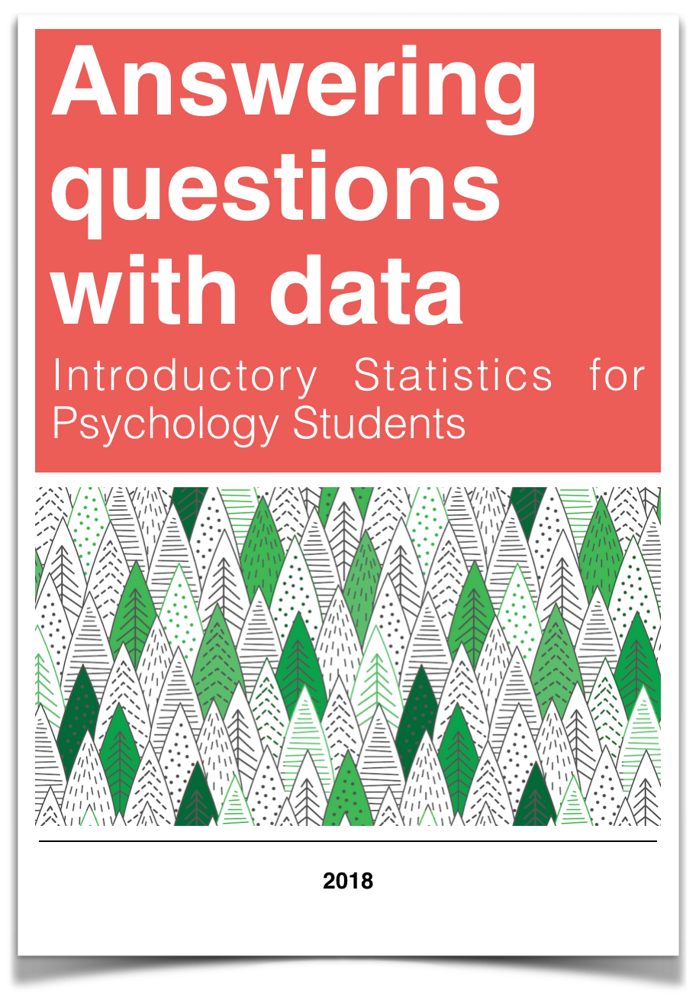 Answering
questions
with data
Introductory Statistics for
Psychology Students
2018